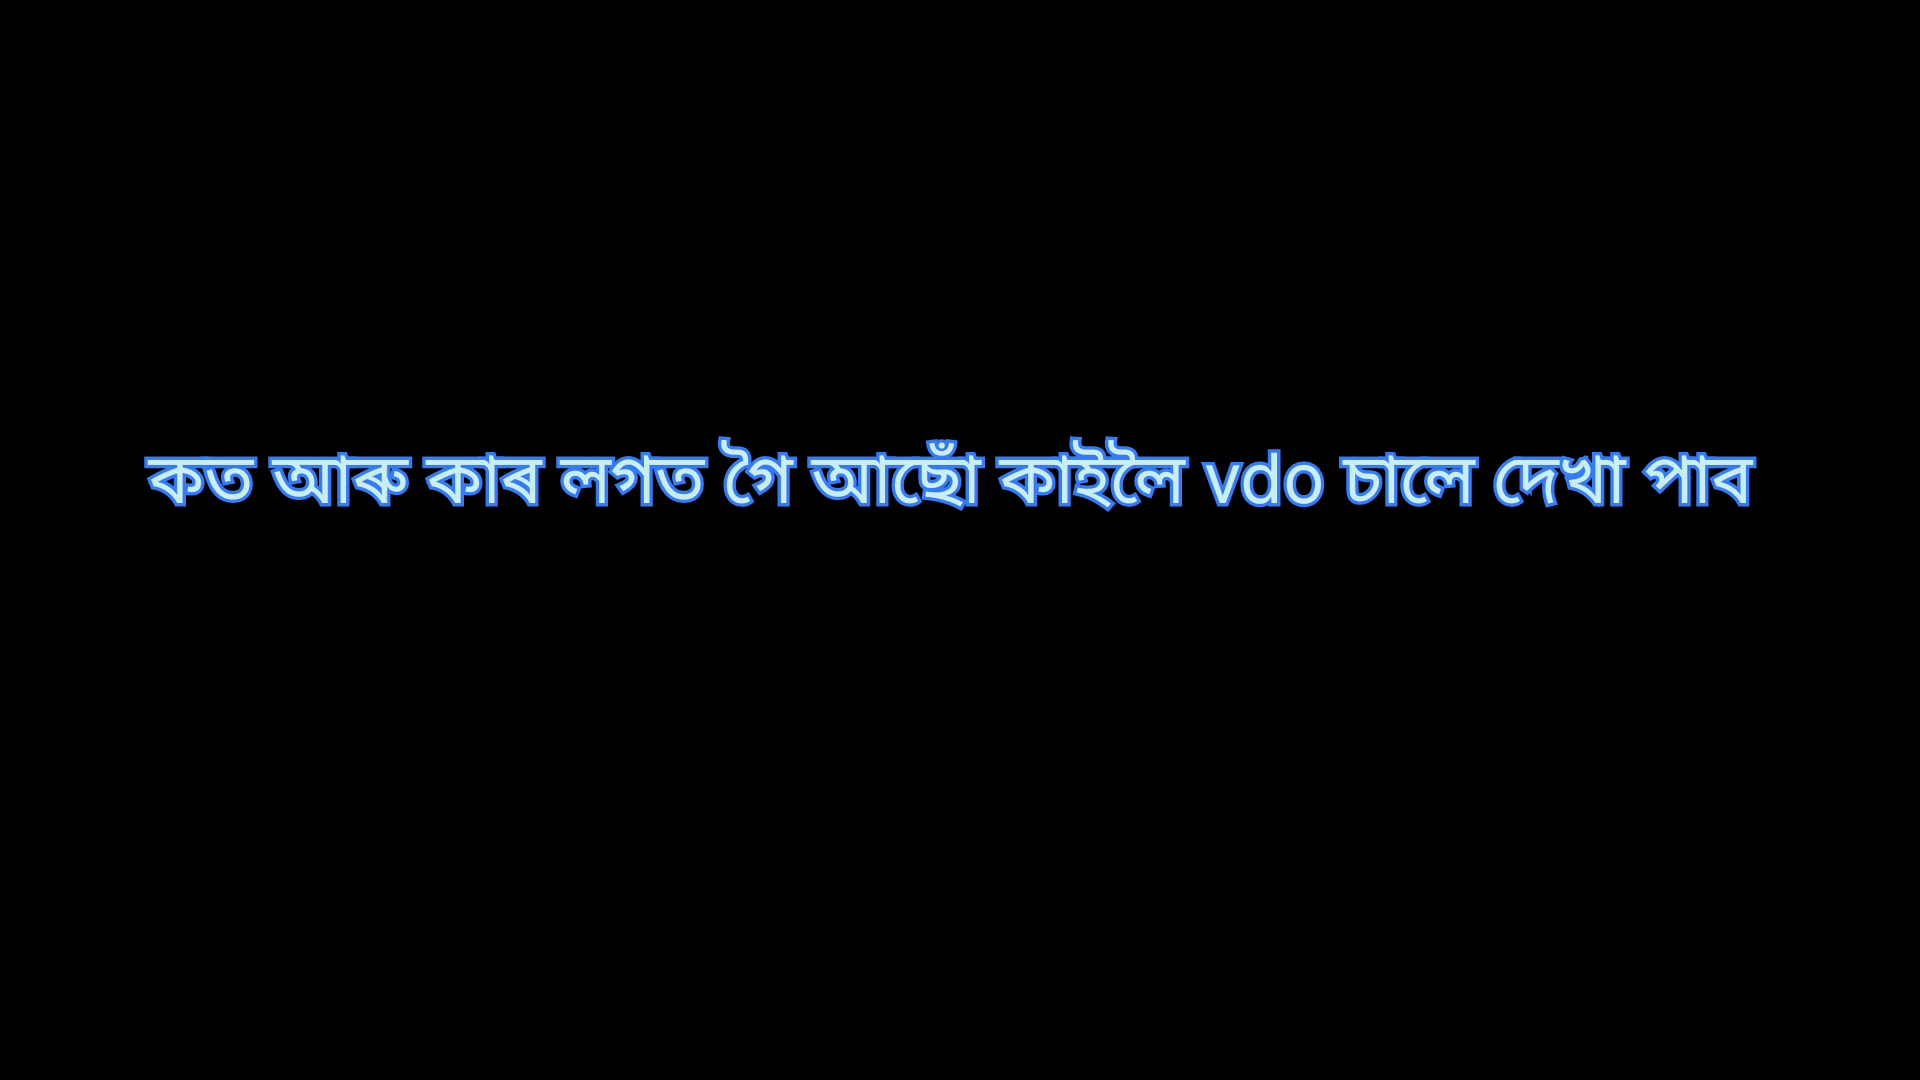 কত আৰু কাৰ লগত গৈ আছোঁ কাইলৈ vdo চালে দেখা পাব